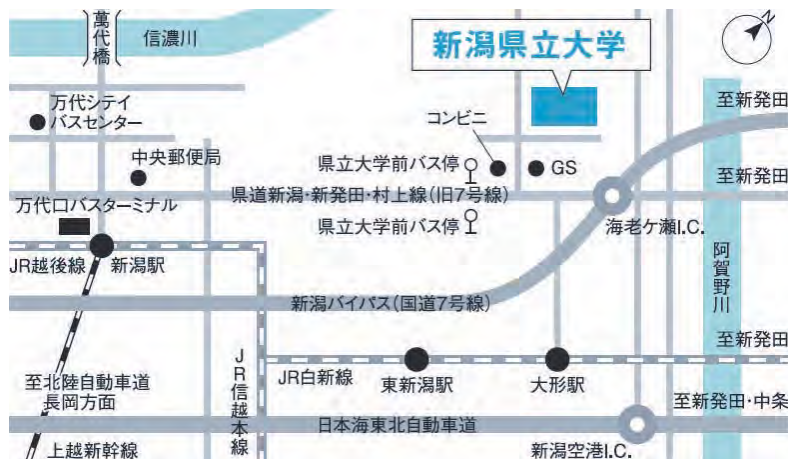 萬代橋
信濃川
新潟県立大学
N
至新発田
万代シテイ
バスセンター
コンビニ
中央郵便局
県立大学前バス停
GS
至新発田
県道新潟・新発田・村上線(旧7号線)
万代口バスターミナル
県立大学前バス停
海老ケ瀬I.C.
JR越後線
新潟駅
阿賀野川
新潟バイパス(国道7号線)
至新発田
JR信越本線
JR白新線
東新潟駅
大形駅
至北陸自動車道
長岡方面
至新発田・中条
日本海東北自動車道
上越新幹線
新潟空港I.C.